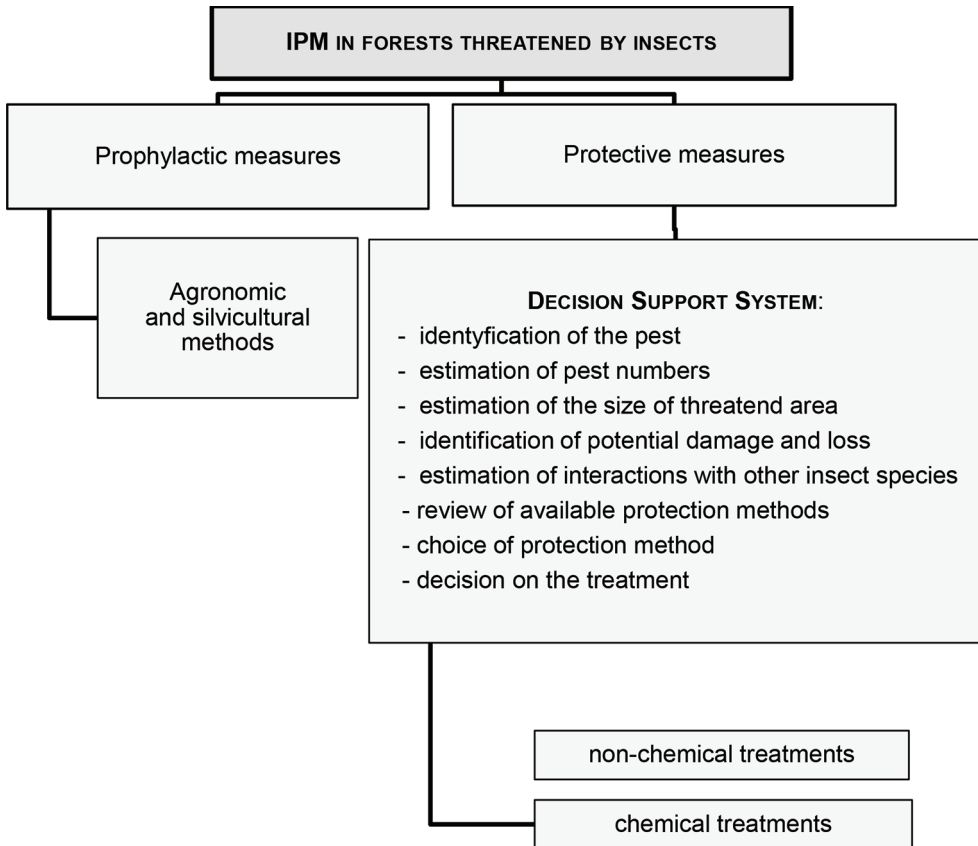 IPM IN FORESTS THREATENED BY INSECTS
Prophylactic measures
Protective measures
Agronomic
and silvicultural
methods
DECISION SUPPORT SYSTEM:
- identyfication of the pest
- estimation of pest numbers
- estimation of the size of threatend area
- identification of potential damage and loss
- estimation of interactions with other insect species
- review of available protection methods
- choice of protection method
- decision on the treatment
non-chemical treatments
chemical treatments